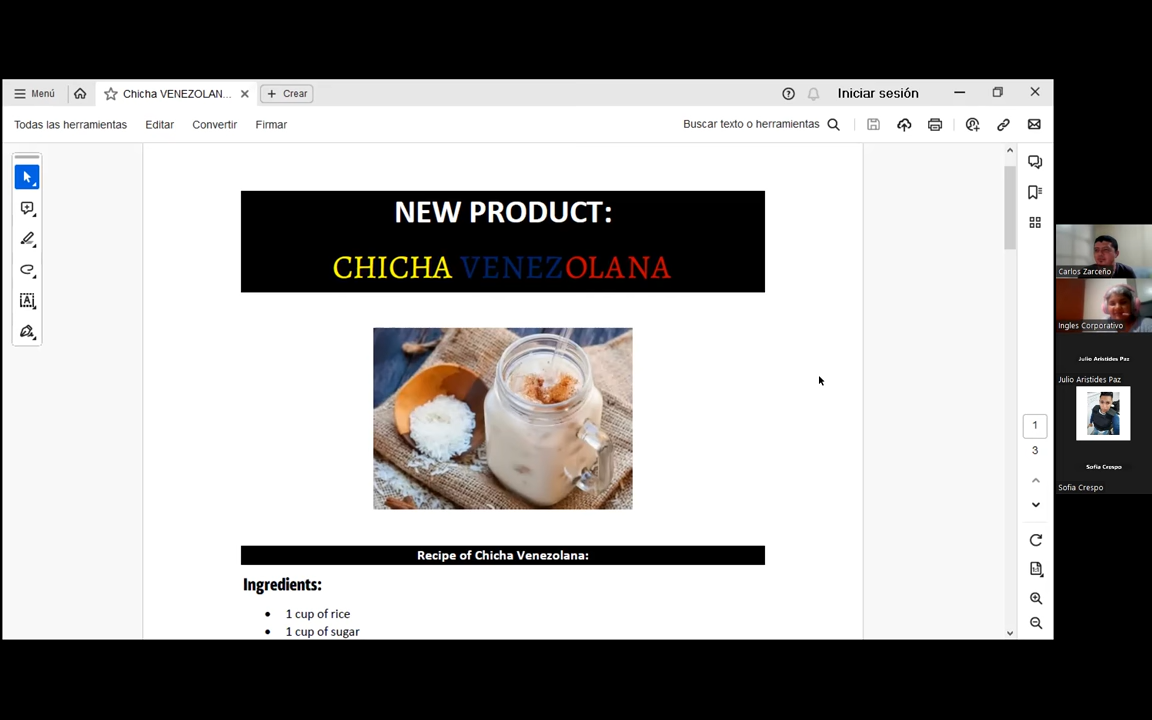 Menú
Chicha VENEZOLAN...
Crear
Iniciar sesión
Todas las herramientas
Editar
Convertir
Firmar
Buscar texto o herramientas
NEW PRODUCT:
CHICHA VENEZOLANA
Recipe of Chicha Venezolana:
Ingredients:
• 1 cup of rice
• 1 cup of sugar
1
3
Carlos Zarceño
Ingles Corporativo
Julio Aristides Paz
Julio Aristides Paz
Sofia Crespo
Sofia Crespo